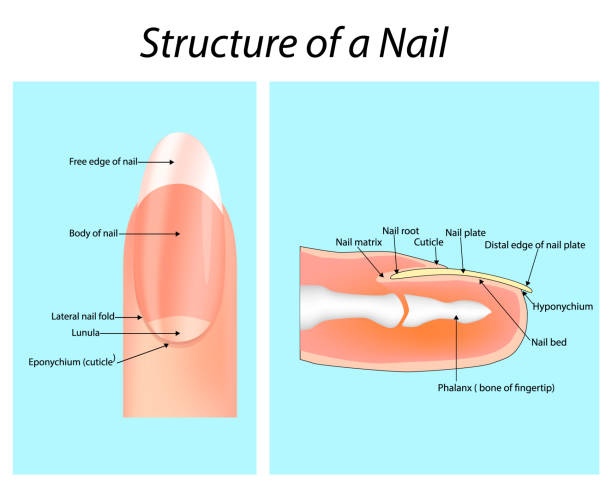 Structure of a Nail
Free edge of nail
Body of nail
Lateral nail fold
Lunula
Eponychium (cuticle)
Nail root
Nail plate
Nail matrix
Cuticle
Distal edge of nail plate
Hyponychium
Nail bed
Phalanx ( bone of fingertip)